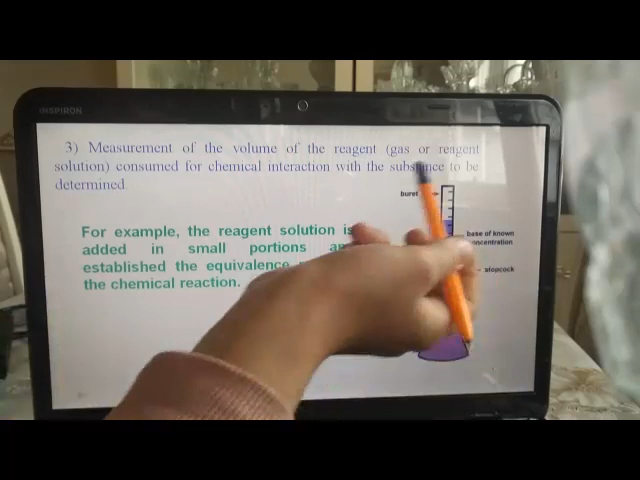 INSPIRON
3) Measurement of the volume of the reagent (gas or reagent
solution) consumed for chemical interaction with the substance to be
determined
buret
For example, the reagent solution is
added in small portions
established the equivalence
the chemical reaction.
base of known
concentration
stopcock